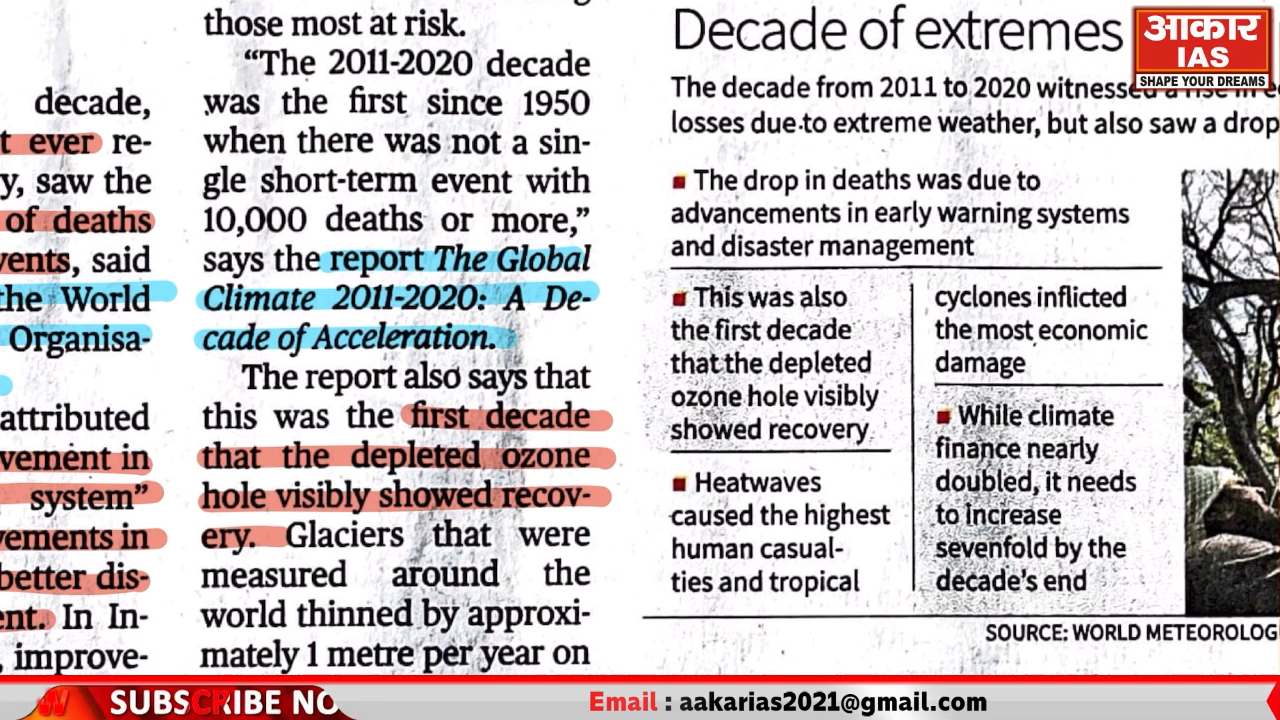 decade,
ever re-
saw the
of deaths
said
the World
Organisa-
attributed
in
system”
in
better dis-
In In-
improve-
those most at risk.
“The 2011-2020 decade
was the first since 1950
when there was not a sin-
gle short-term event with
10,000 deaths or more,”
says the report The Global
Climate 2011-2020: A De-
cade of Acceleration.
The report also says that
this was the first decade
that the depleted ozone
hole visibly showed recov-
ery. Glaciers that were
measured around the
world thinned by approxi-
mately 1 metre per year on
Decade of extremes
The decade from 2011 to 2020 witnessed a rise in
losses due to extreme weather, but also saw a drop
The drop in deaths was due to
advancements in early warning systems
and disaster management
This was also
the first decade
that the depleted
ozone hole visibly
showed recovery
Heatwaves
caused the highest
human casual-
ties and tropical
cyclones inflicted
the most economic
damage
While climate
finance nearly
doubled, it needs
to increase
sevenfold by the
decade's end
SOURCE: WORLD METEOROLOG
आकार
IAS
SHAPE YOUR DREAMS
SUBSCRIBE NO
Email : aakarias2021@gmail.com